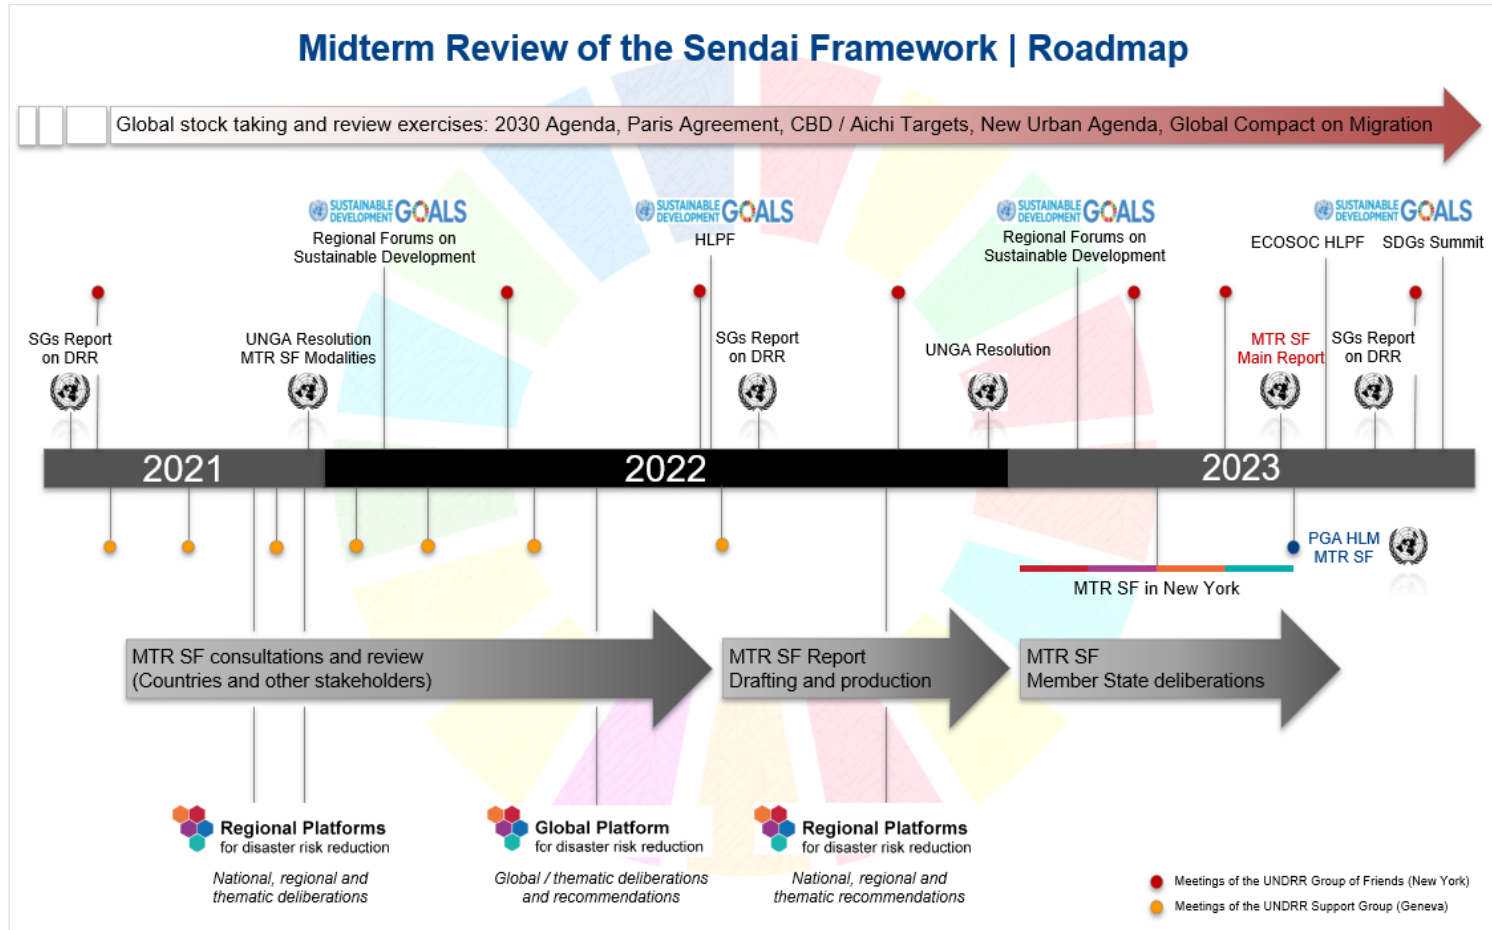 Midterm Review of the Sendai Framework | Roadmap
Global stock taking and review exercises: 2030 Agenda, Paris Agreement, CBD / Aichi Targets, New Urban Agenda, Global Compact on Migration
SUSTAINABLE
DEVELOPMENT GOALS
Regional Forums on
Sustainable Development
SUSTAINABLE
DEVELOPMENT GOALS
HLPF
SUSTAINABLE
DEVELOPMENT GOALS
Regional Forums on
Sustainable Development
SUSTAINABLE
DEVELOPMENT GOALS
ECOSOC HLPF
SDGs Summit
SGs Report
on DRR
UNGA Resolution
MTR SF Modalities
SGs Report
on DRR
UNGA Resolution
MTR SF
Main Report
SGs Report
on DRR
2021
2022
2023
PGA HLM
MTR SF
MTR SF in New York
MTR SF consultations and review
(Countries and other stakeholders)
MTR SF Report
Drafting and production
MTR SF
Member State deliberations
Regional Platforms
for disaster risk reduction
National, regional and
thematic deliberations
Global Platform
for disaster risk reduction
Global / thematic deliberations
and recommendations
Regional Platforms
for disaster risk reduction
National, regional and
thematic recommendations
Meetings of the UNDRR Group of Friends (New York)
Meetings of the UNDRR Support Group (Geneva)